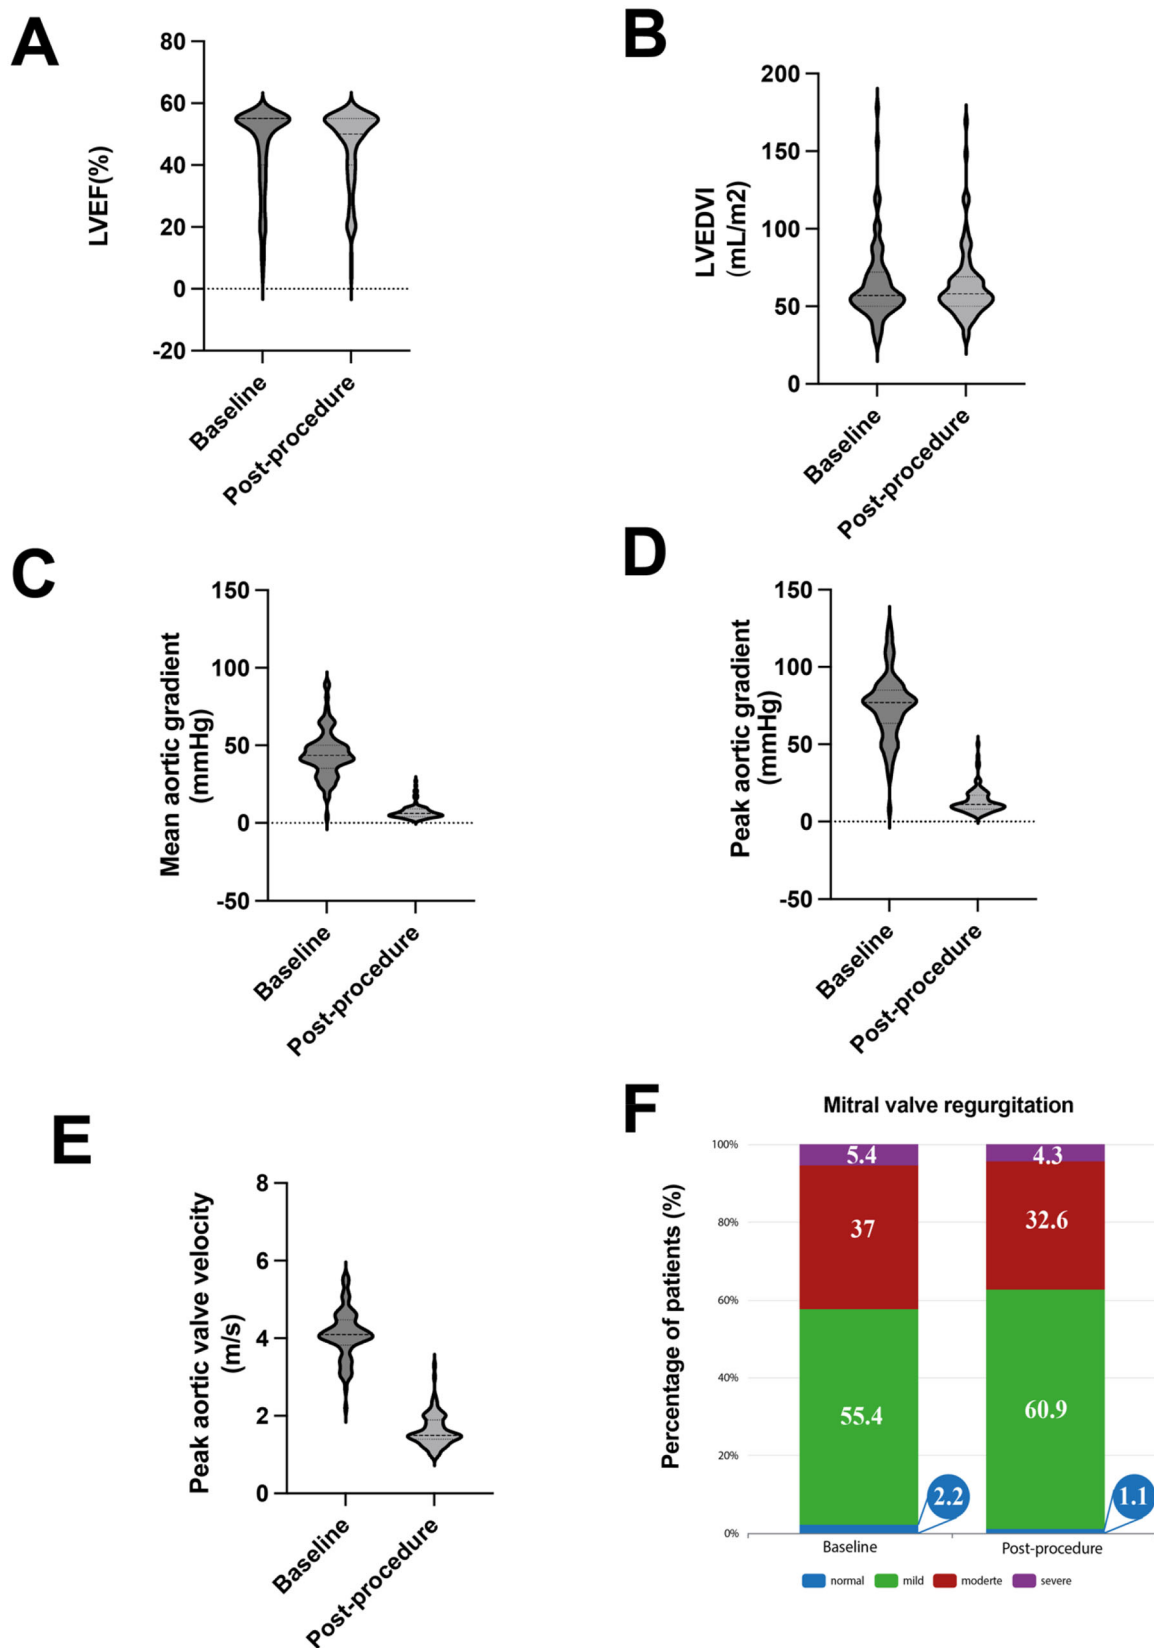 A
80
60
40
20
0
-20
LVEF(%)
Baseline
Post-procedure
B
200
150
100
50
0
LVEDVI
(mL/m2)
Baseline
Post-procedure
C
150
100
50
0
-50
Mean aortic gradient
(mmHg)
Baseline
Post-procedure
D
150
100
50
0
-50
Peak aortic gradient
(mmHg)
Baseline
Post-procedure
E
8
6
4
2
0
Peak aortic valve velocity
(m/s)
Baseline
Post-procedure
F
Mitral valve regurgitation
Percentage of patients (%)
100%
80%
60%
40%
20%
0%
5.4
37
55.4
2.2
4.3
32.6
60.9
1.1
Baseline
Post-procedure
normal mild moderte severe